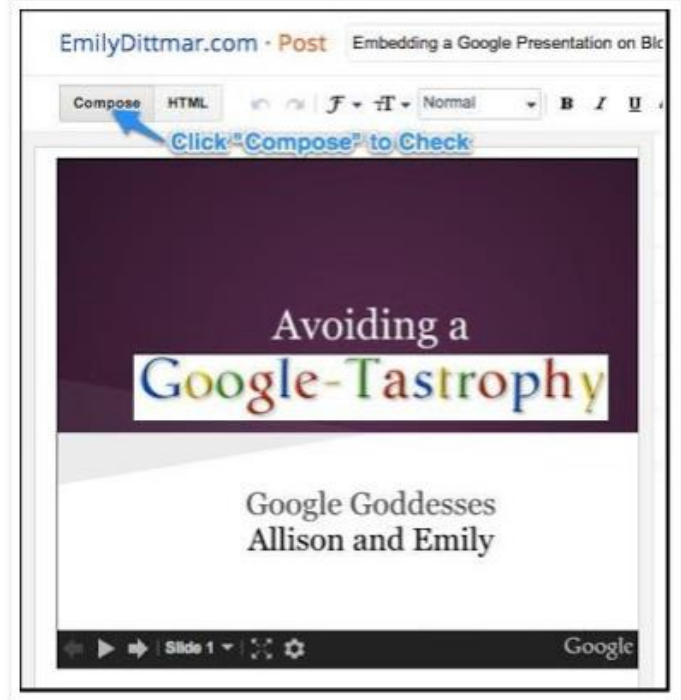 EmilyDittmar.com · Post Embedding a Google Presentation on Blo
Compose HTML F T Normal B I U
Click "Compose" to Check
Avoiding a
Google-Tastrophy
Google Goddesses
Allison and Emily
Slide 1 Google